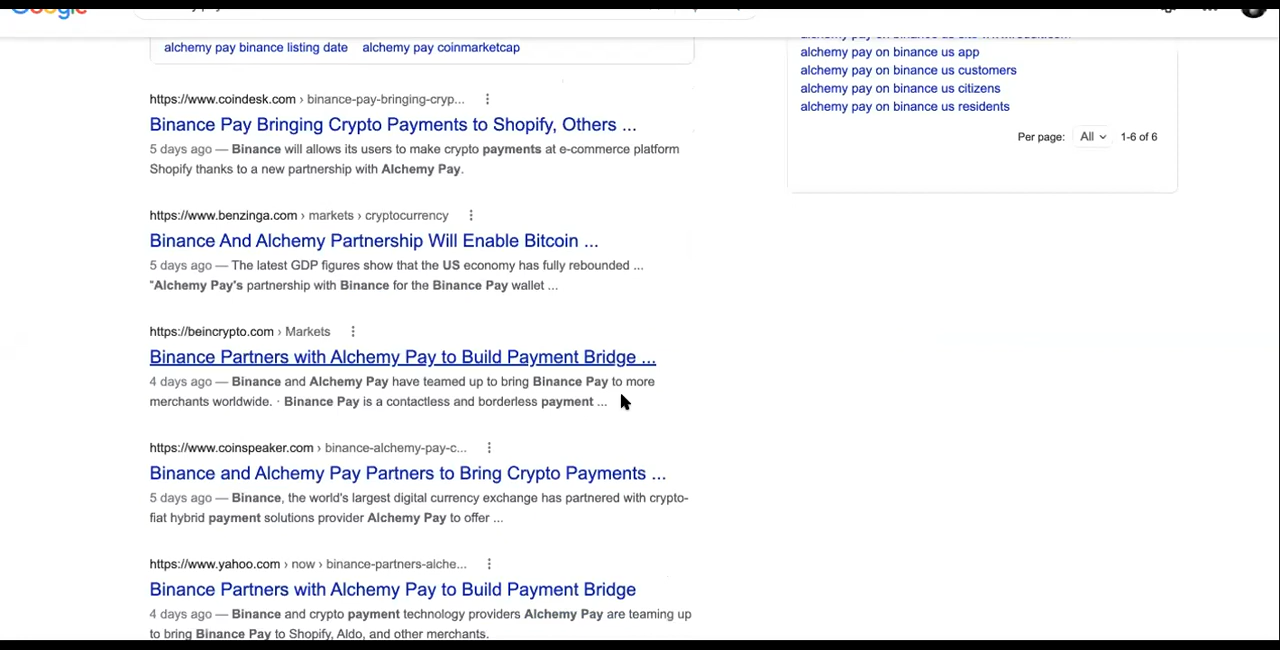 Google
alchemy pay binance listing date alchemy pay coinmarketcap
https://www.coindesk.com › binance-pay-bringing-cryp...
Binance Pay Bringing Crypto Payments to Shopify, Others ...
5 days ago — Binance will allows its users to make crypto payments at e-commerce platform
Shopify thanks to a new partnership with Alchemy Pay.
https://www.benzinga.com › markets › cryptocurrency
Binance And Alchemy Partnership Will Enable Bitcoin ...
5 days ago — The latest GDP figures show that the US economy has fully rebounded ...
"Alchemy Pay's partnership with Binance for the Binance Pay wallet ...
https://beincrypto.com › Markets
Binance Partners with Alchemy Pay to Build Payment Bridge ...
4 days ago — Binance and Alchemy Pay have teamed up to bring Binance Pay to more
merchants worldwide. · Binance Pay is a contactless and borderless payment ...
https://www.coinspeaker.com › binance-alchemy-pay-c...
Binance and Alchemy Pay Partners to Bring Crypto Payments ...
5 days ago — Binance, the world's largest digital currency exchange has partnered with crypto-
fiat hybrid payment solutions provider Alchemy Pay to offer ...
https://www.yahoo.com › now › binance-partners-alche...
Binance Partners with Alchemy Pay to Build Payment Bridge
4 days ago — Binance and crypto payment technology providers Alchemy Pay are teaming up
to bring Binance Pay to Shopify, Aldo, and other merchants.
alchemy pay on binance us
alchemy pay on binance us app
alchemy pay on binance us customers
alchemy pay on binance us citizens
alchemy pay on binance us residents
Per page: All 1-6 of 6